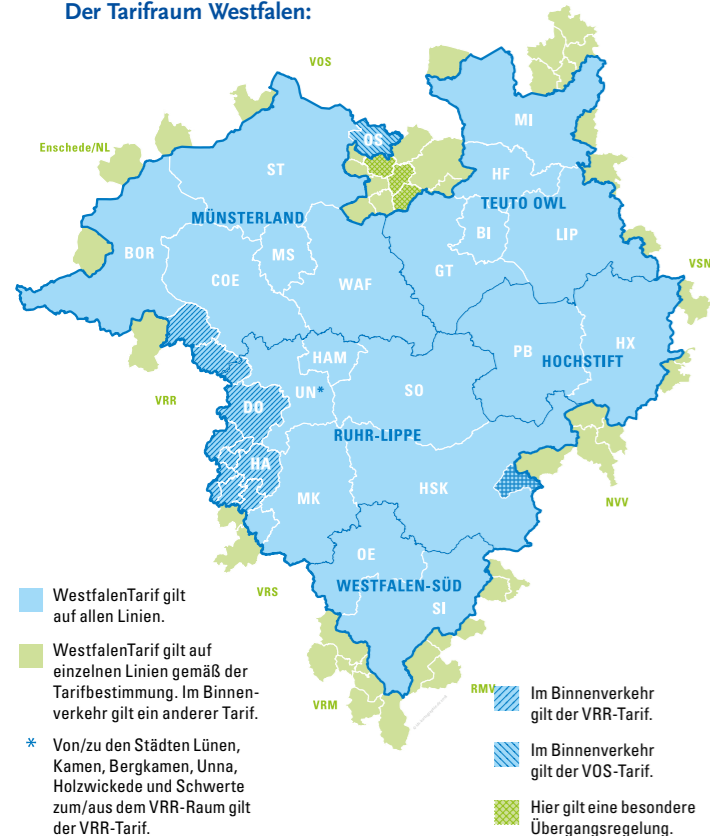 Der Tarifraum Westfalen:
VOS
MI
OS
Enschede/NL
ST
HF
MÜNSTERLAND
TEUTO OWL
BI
LIP
BOR
MS
COE
WAF
GT
VSN
HAM
PB
HX
HOCHSTIFT
VRR
UN*
SO
DO
RUHR-LIPPE
HA
MK
HSK
NVV
OE
WESTFALEN-SÜD
VRS
SI
VRM
RMV
WestfalenTarif gilt
auf allen Linien.
WestfalenTarif gilt auf
einzelnen Linien gemäß der
Tarifbestimmung. Im Binnen-
verkehr gilt ein anderer Tarif.
* Von/zu den Städten Lünen,
Kamen, Bergkamen, Unna,
Holzwickede und Schwerte
zum/aus dem VRR-Raum gilt
der VRR-Tarif.
Im Binnenverkehr
gilt der VRR-Tarif.
Im Binnenverkehr
gilt der VOS-Tarif.
Hier gilt eine besondere
Übergangsregelung.